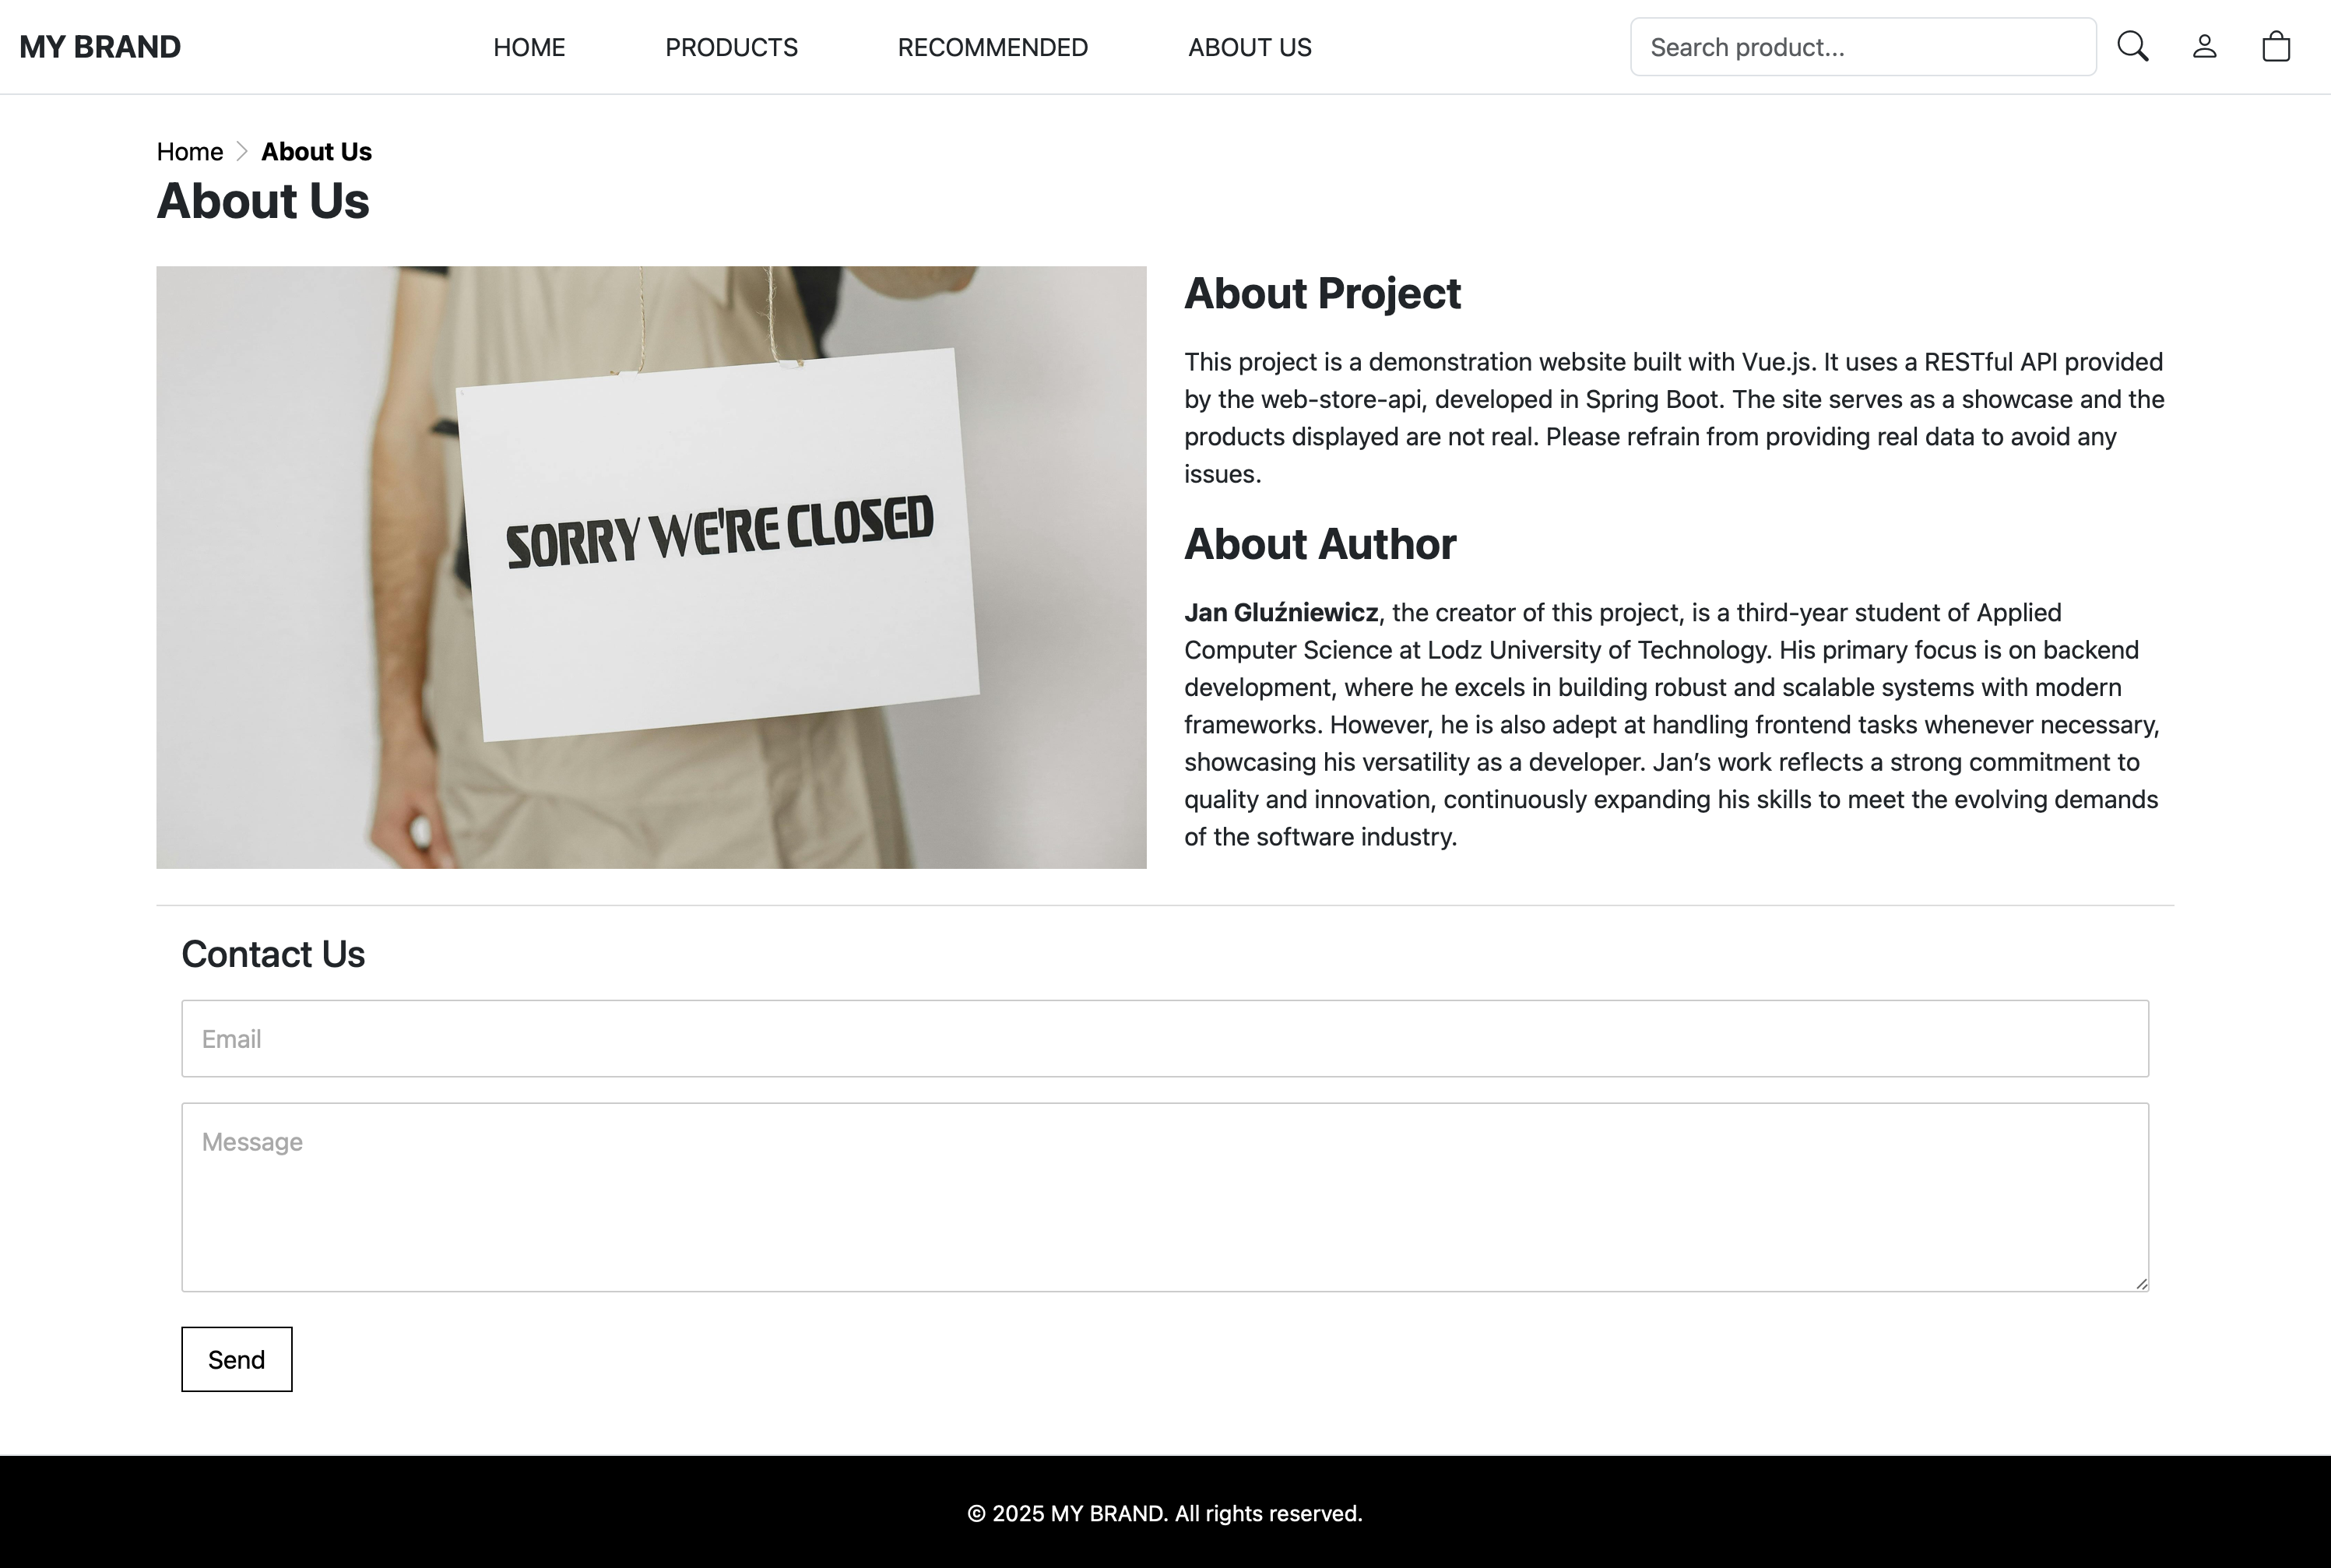 MY BRAND
HOME
PRODUCTS
RECOMMENDED
ABOUT US
Search product...
Home
About Us
About Us
SORRY WE'RE CLOSED
About Project
This project is a demonstration website built with Vue.js. It uses a RESTful API provided
by the web-store-api, developed in Spring Boot. The site serves as a showcase and the
products displayed are not real. Please refrain from providing real data to avoid any
issues.
About Author
Jan Gluźniewicz, the creator of this project, is a third-year student of Applied
Computer Science at Lodz University of Technology. His primary focus is on backend
development, where he excels in building robust and scalable systems with modern
frameworks. However, he is also adept at handling frontend tasks whenever necessary,
showcasing his versatility as a developer. Jan’s work reflects a strong commitment to
quality and innovation, continuously expanding his skills to meet the evolving demands
of the software industry.
Contact Us
Email
Message
Send
© 2025 MY BRAND. All rights reserved.